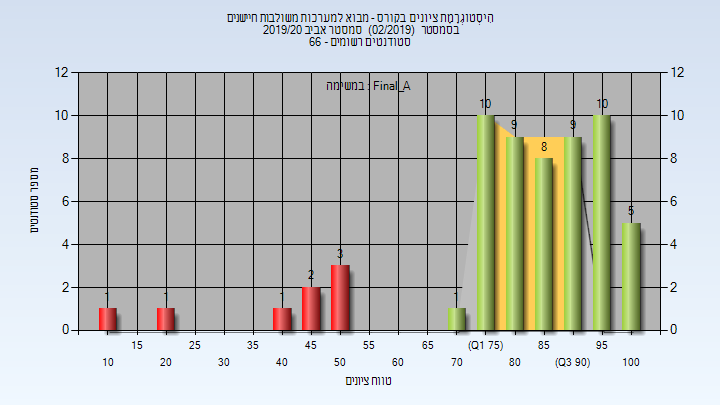 היסטוגרמת ציונים בקורס - מבוא למערכות משולבות חיישנים
בסמסטר (02/2019) סמסטר אביב 2019/20
סטודנטים רשומים - 66
במשימה : Final_A
מספר סטודנטים
12 12
10 10
8 8
6 6
4 4
2 2
0 0
1 1 1 2 3 1 10 9 8 9 10 5
15 25 35 45 55 65 (Q1 75) 85 95
10 20 30 40 50 60 70 80 (Q3 90) 100
טווח ציונים